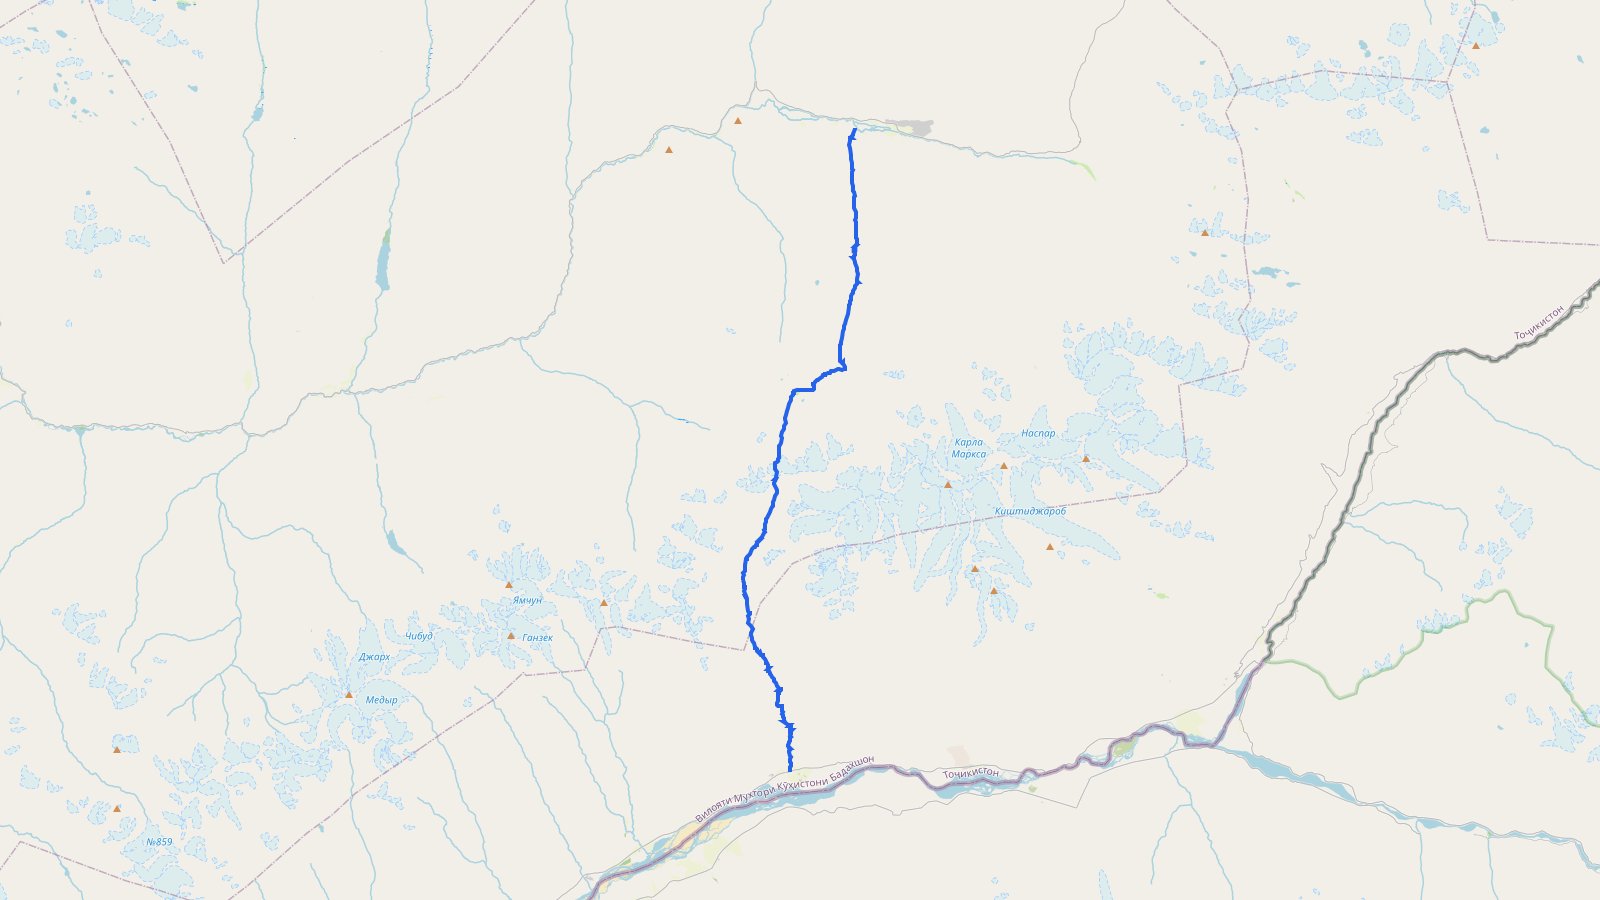 Тоҷикистон
Наспар
Карла
Маркса
Киштиджароб
Ямчун
Чибуд
Ганзек
Джарх
Медыр
Вилояти Мухтори Кӯҳистони Бадахшон
Тоҷикистон
№859